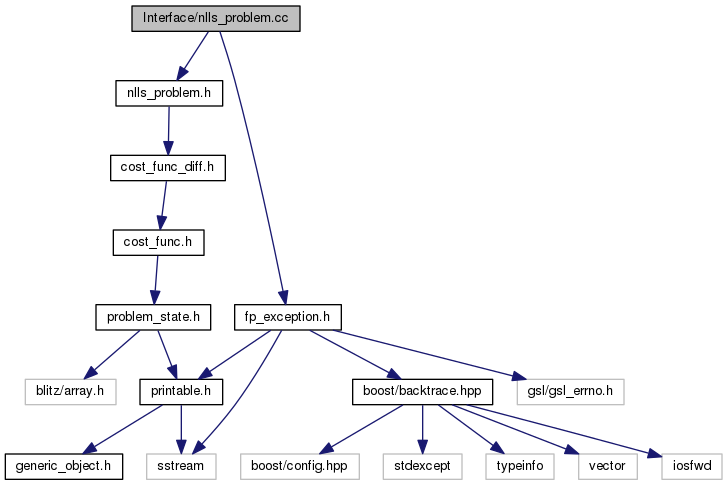 Interface/nlls_problem.cc
nlls_problem.h
cost_func_diff.h
cost_func.h
problem_state.h
fp_exception.h
blitz/array.h
printable.h
boost/backtrace.hpp
gsl/gsl_errno.h
generic_object.h
sstream
boost/config.hpp
stdexcept
typeinfo
vector
iosfwd